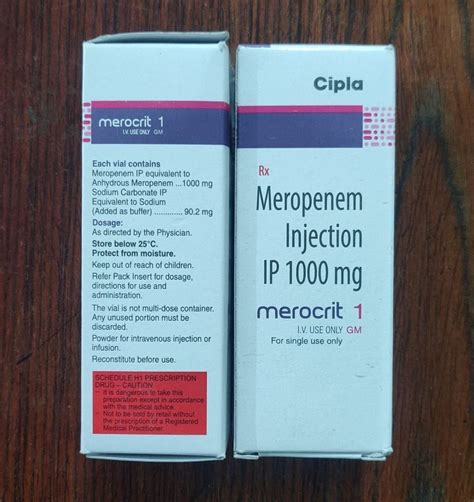 merocrit 1
I.V. USE ONLY GM
Each vial contains
Meropenem IP equivalent to
Anhydrous Meropenem ...1000 mg
Sodium Carbonate IP
Equivalent to Sodium
(Added as buffer) ............. 90.2 mg
Dosage:
As directed by the Physician.
Store below 25°C.
Protect from moisture.
Keep out of reach of children.
Refer Pack Insert for dosage,
directions for use and
administration.
The vial is not multi-dose container.
Any unused portion must be
discarded.
Powder for intravenous injection or
infusion.
Reconstitute before use.
SCHEDULE H1 PRESCRIPTION
DRUG – CAUTION
– It is dangerous to take this
preparation except in accordance
with the medical advice.
– Not to be sold by retail without
the prescription of a Registered
Medical Practitioner.
Cipla
Rx
Meropenem
Injection
IP 1000 mg
merocrit 1
I.V. USE ONLY GM
For single use only